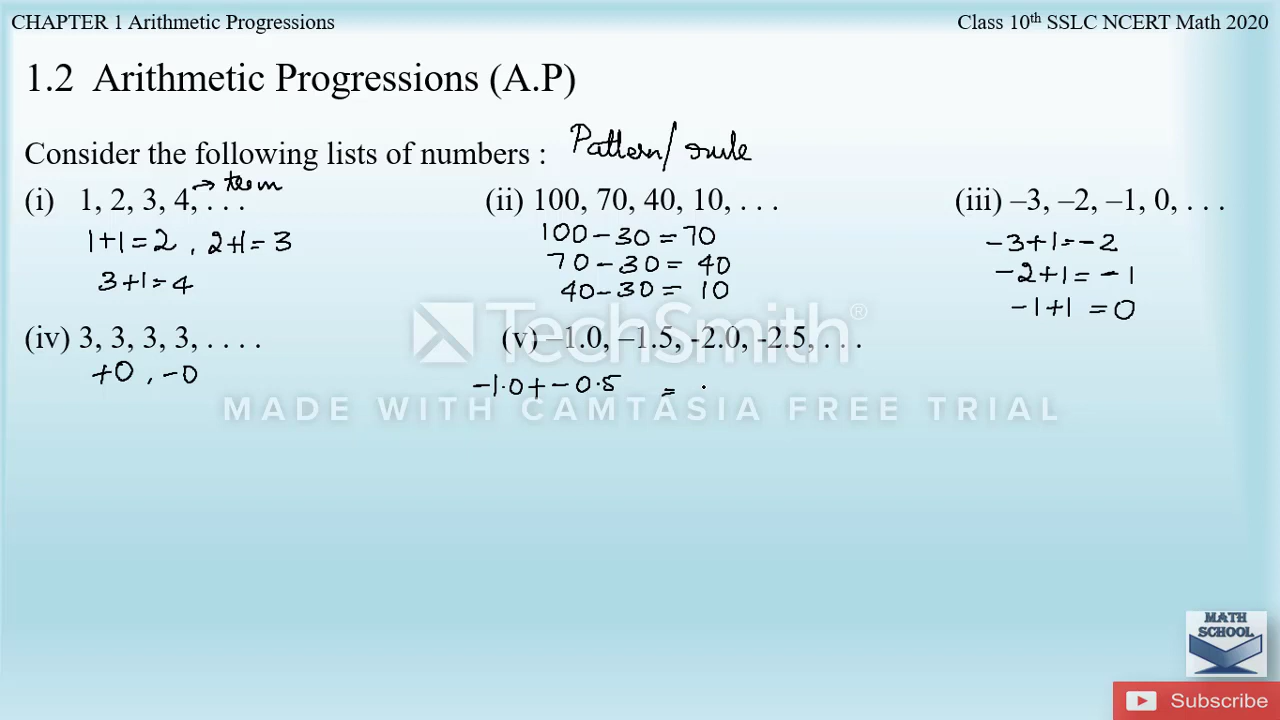 CHAPTER 1 Arithmetic Progressions
Class 10th SSLC NCERT Math 2020
1.2 Arithmetic Progressions (A.P)
Consider the following lists of numbers : Pattern/ rule
(i) 1, 2, 3, 4, . . . → term
(ii) 100, 70, 40, 10, . . .
(iii) –3, –2, –1, 0, . . .
1+1=2, 2+1=3
3+1=4
100-30=70
70-30=40
40-30=10
-3+1=-2
-2+1=-1
-1+1=0
(iv) 3, 3, 3, 3, . . . .
(v) –1.0, –1.5, -2.0, -2.5, . . .
+0, -0
-1.0+-0.5 =
TechSmith®
MADE WITH CAMTASIA FREE TRIAL
MATH
SCHOOL
Subscribe